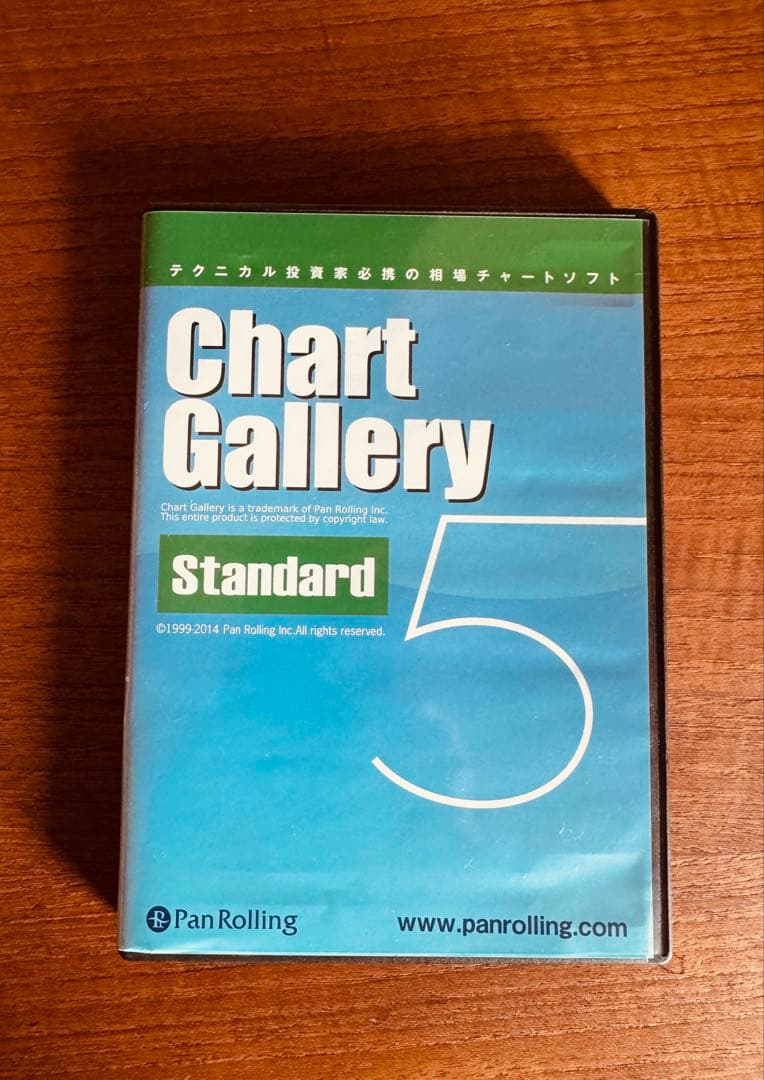 テクニカル投資家必携の相場チャートソフト
Chart
Gallery
Chart Gallery is a trademark of Pan Rolling Inc.
This entire product is protected by copyright law.
Standard
5
©1999-2014 Pan Rolling Inc.All rights reserved.
PanRolling
www.panrolling.com